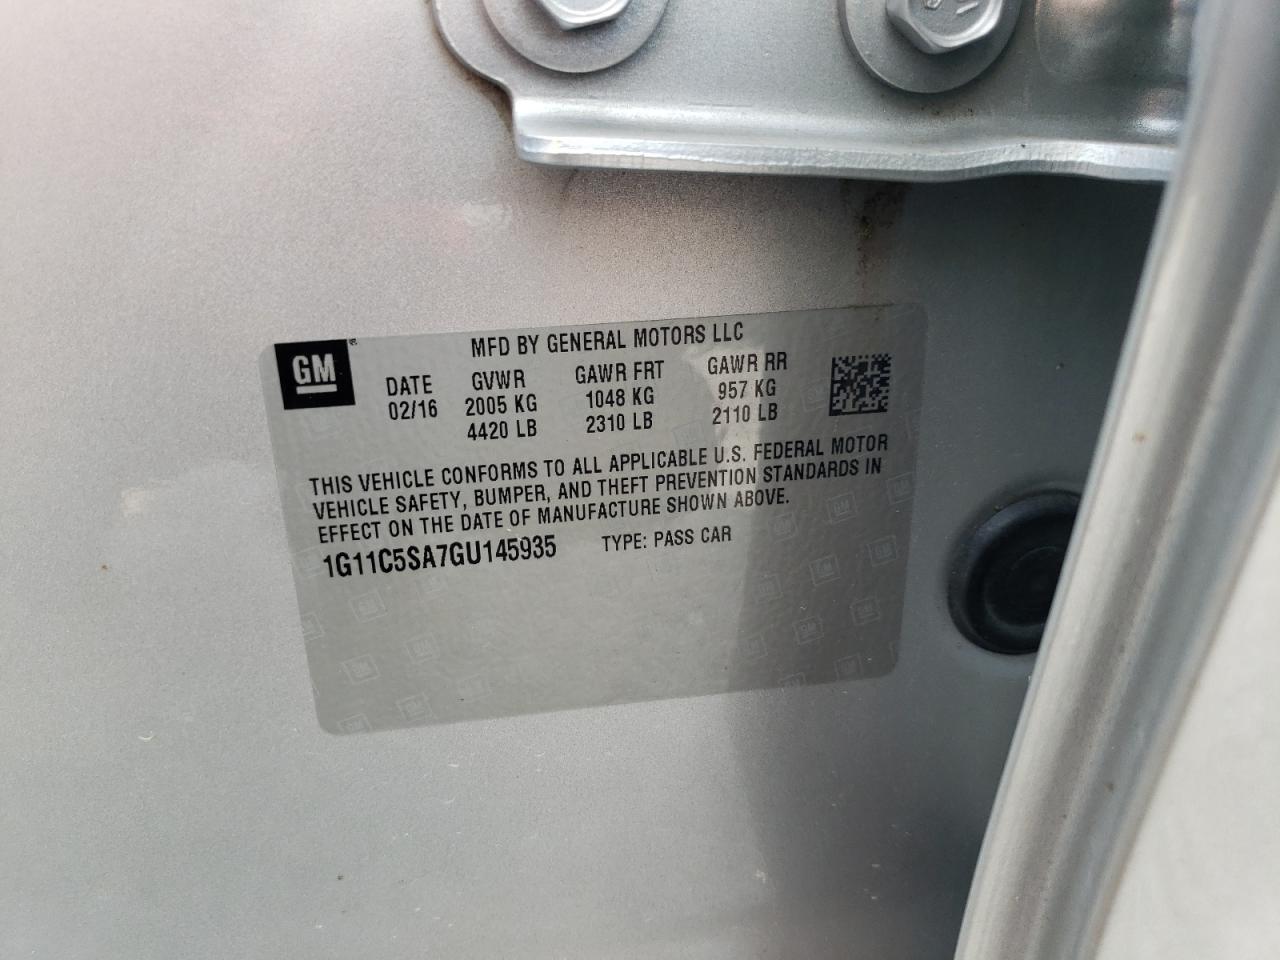 GM
MFD BY GENERAL MOTORS LLC
DATE GVWR GAWR FRT GAWR RR
02/16 2005 KG 1048 KG 957 KG
4420 LB 2310 LB 2110 LB
THIS VEHICLE CONFORMS TO ALL APPLICABLE U.S. FEDERAL MOTOR
VEHICLE SAFETY, BUMPER, AND THEFT PREVENTION STANDARDS IN
EFFECT ON THE DATE OF MANUFACTURE SHOWN ABOVE.
1G11C5SA7GU145935 TYPE: PASS CAR